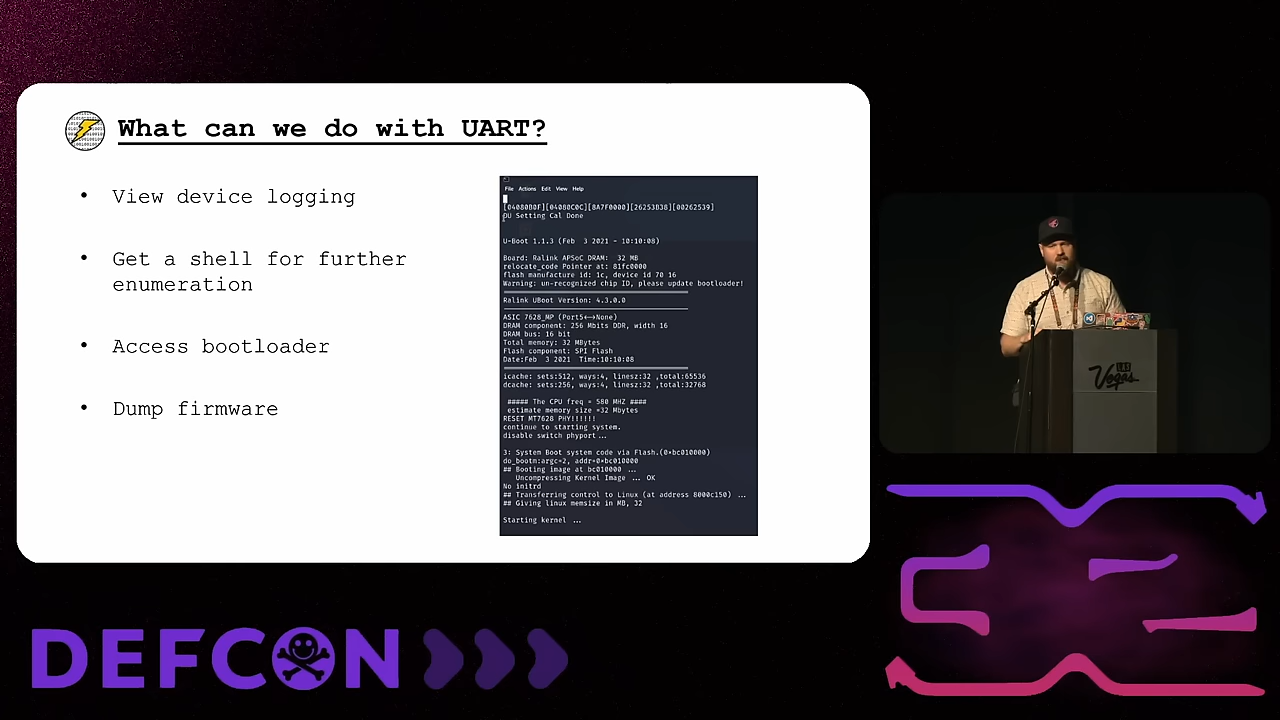 What can we do with UART?
• View device logging
• Get a shell for further
enumeration
• Access bootloader
• Dump firmware
File Actions Edit View Help
[04080B0F][04080C0C][8A7F0000][26253B38][00262539]
DU Setting Cal Done
U-Boot 1.1.3 (Feb  3 2021 - 10:10:08)
Board: Ralink APSoC DRAM:  32 MB
relocate_code Pointer at: 81fc0000
flash manufacture id: 1c, device id 70 16
Warning: un-recognized chip ID, please update bootloader!
Ralink UBoot Version: 4.3.0.0
ASIC 7628_MP (Port5<->None)
DRAM component: 256 Mbits DDR, width 16
DRAM bus: 16 bit
Total memory: 32 MBytes
Flash component: SPI Flash
Date:Feb  3 2021  Time:10:10:08
icache: sets:512, ways:4, linesz:32 ,total:65536
dcache: sets:256, ways:4, linesz:32 ,total:32768
##### The CPU freq = 580 MHZ ####
estimate memory size =32 Mbytes
RESET MT7628 PHY!!!!!!
continue to starting system.
disable switch phyport...
3: System Boot system code via Flash.(0xbc010000)
do_bootm:argc=2, addr=0xbc010000
## Booting image at bc010000 ...
Uncompressing Kernel Image ... OK
No initrd
## Transferring control to Linux (at address 8000c150) ...
## Giving linux memsize in MB, 32
Starting kernel ...
LAS
Vegas
DEFCON